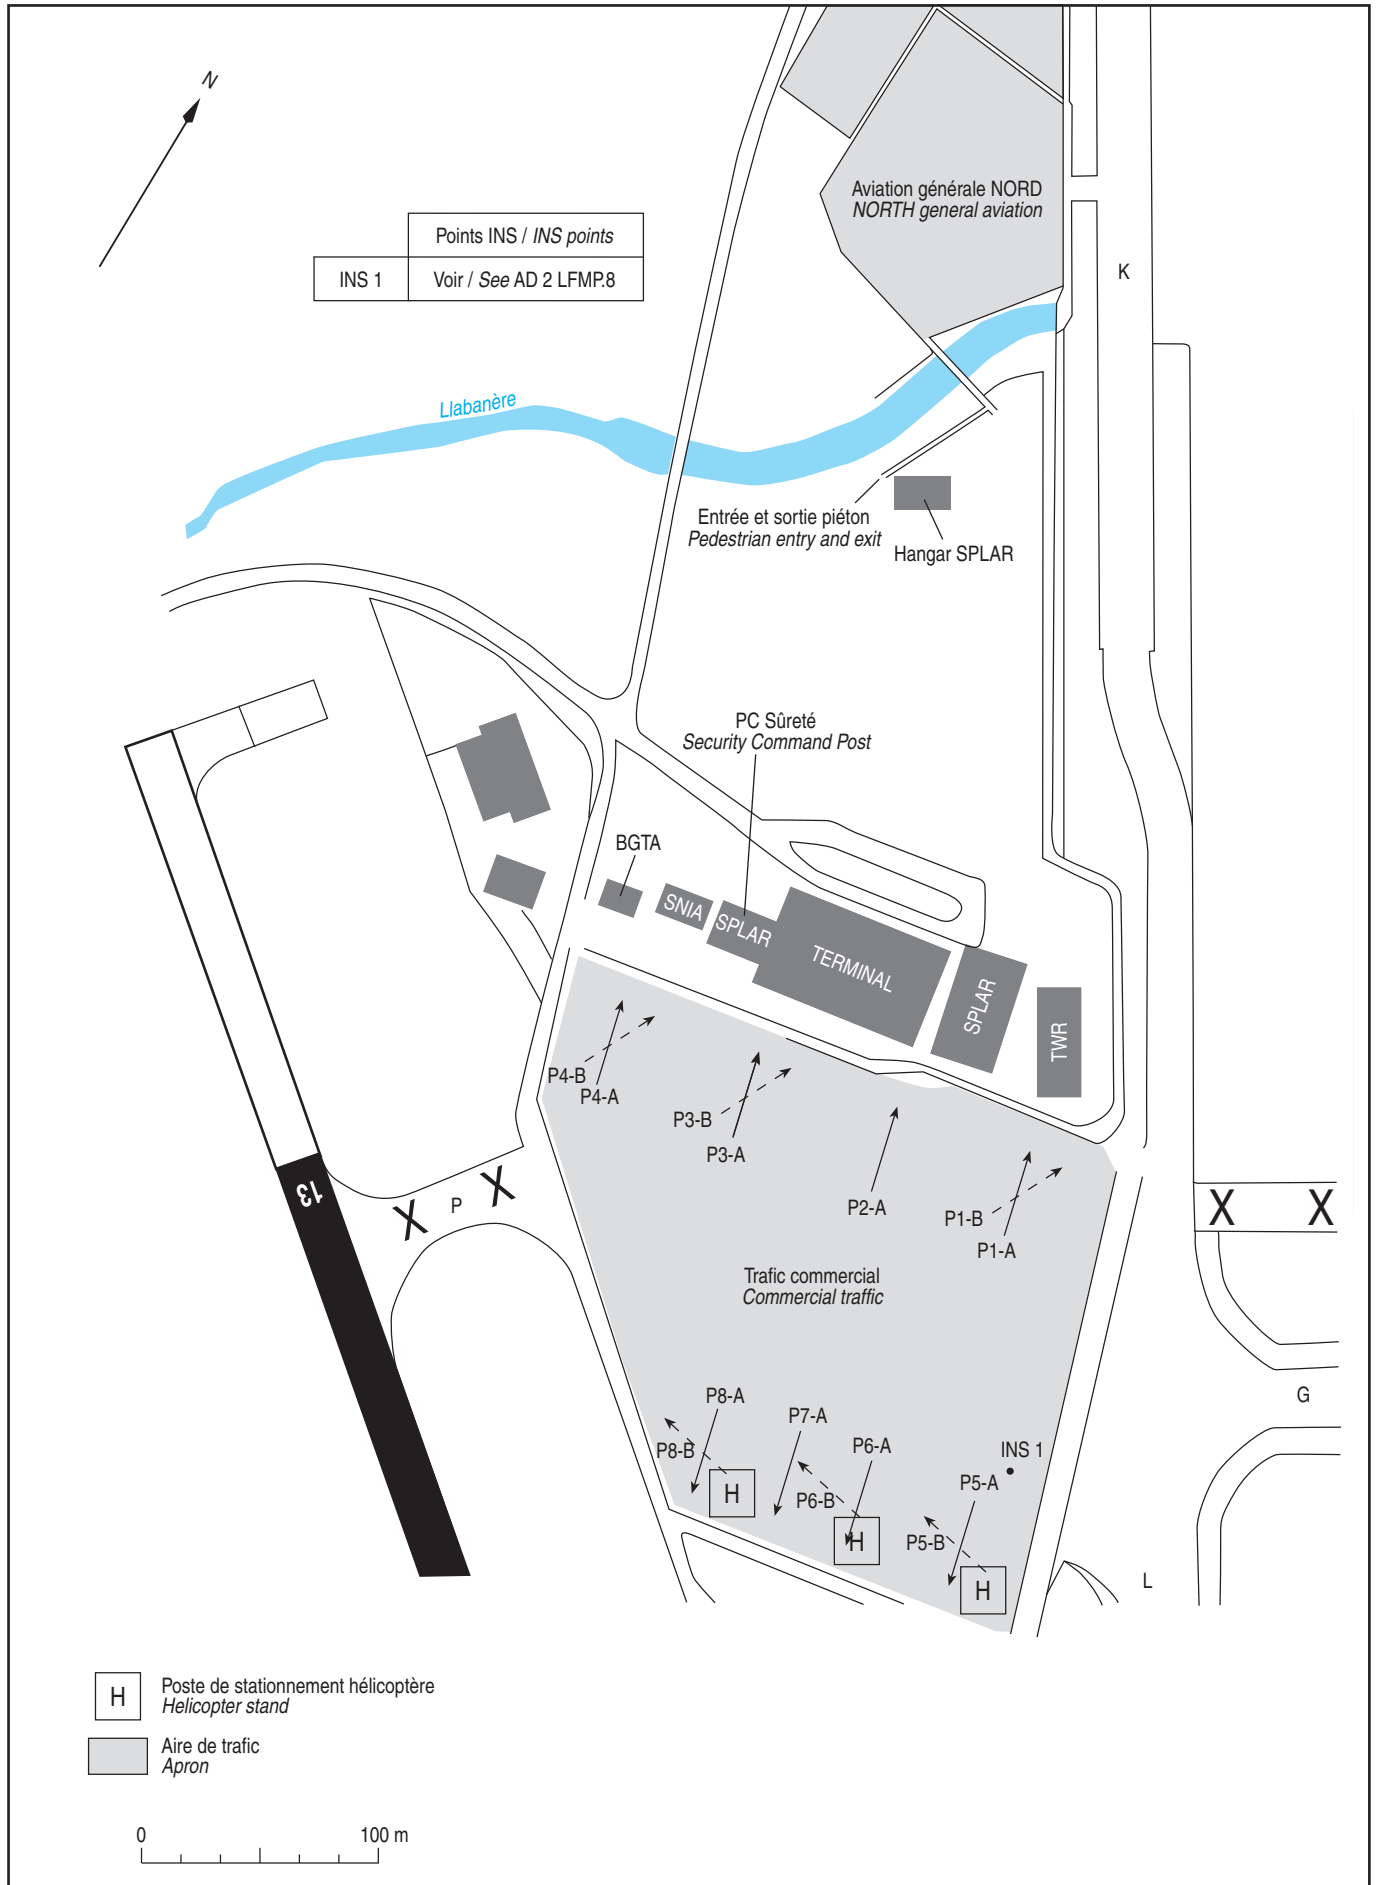 N
Aviation générale NORD
NORTH general aviation
Points INS / INS points
INS 1
Voir / See AD 2 LFMP.8
K
Llabanère
Entrée et sortie piéton
Pedestrian entry and exit
Hangar SPLAR
PC Sûreté
Security Command Post
BGTA
SNIA
SPLAR
TERMINAL
SPLAR
TWR
P4-B
P4-A
P3-B
P3-A
P2-A
P1-B
P1-A
13
X
P
X
X
X
Trafic commercial
Commercial traffic
G
P8-A
P7-A
P8-B
P6-A
INS 1
P5-A
P6-B
P5-B
H
H
H
L
H
Poste de stationnement hélicoptère
Helicopter stand
Aire de trafic
Apron
0
100 m